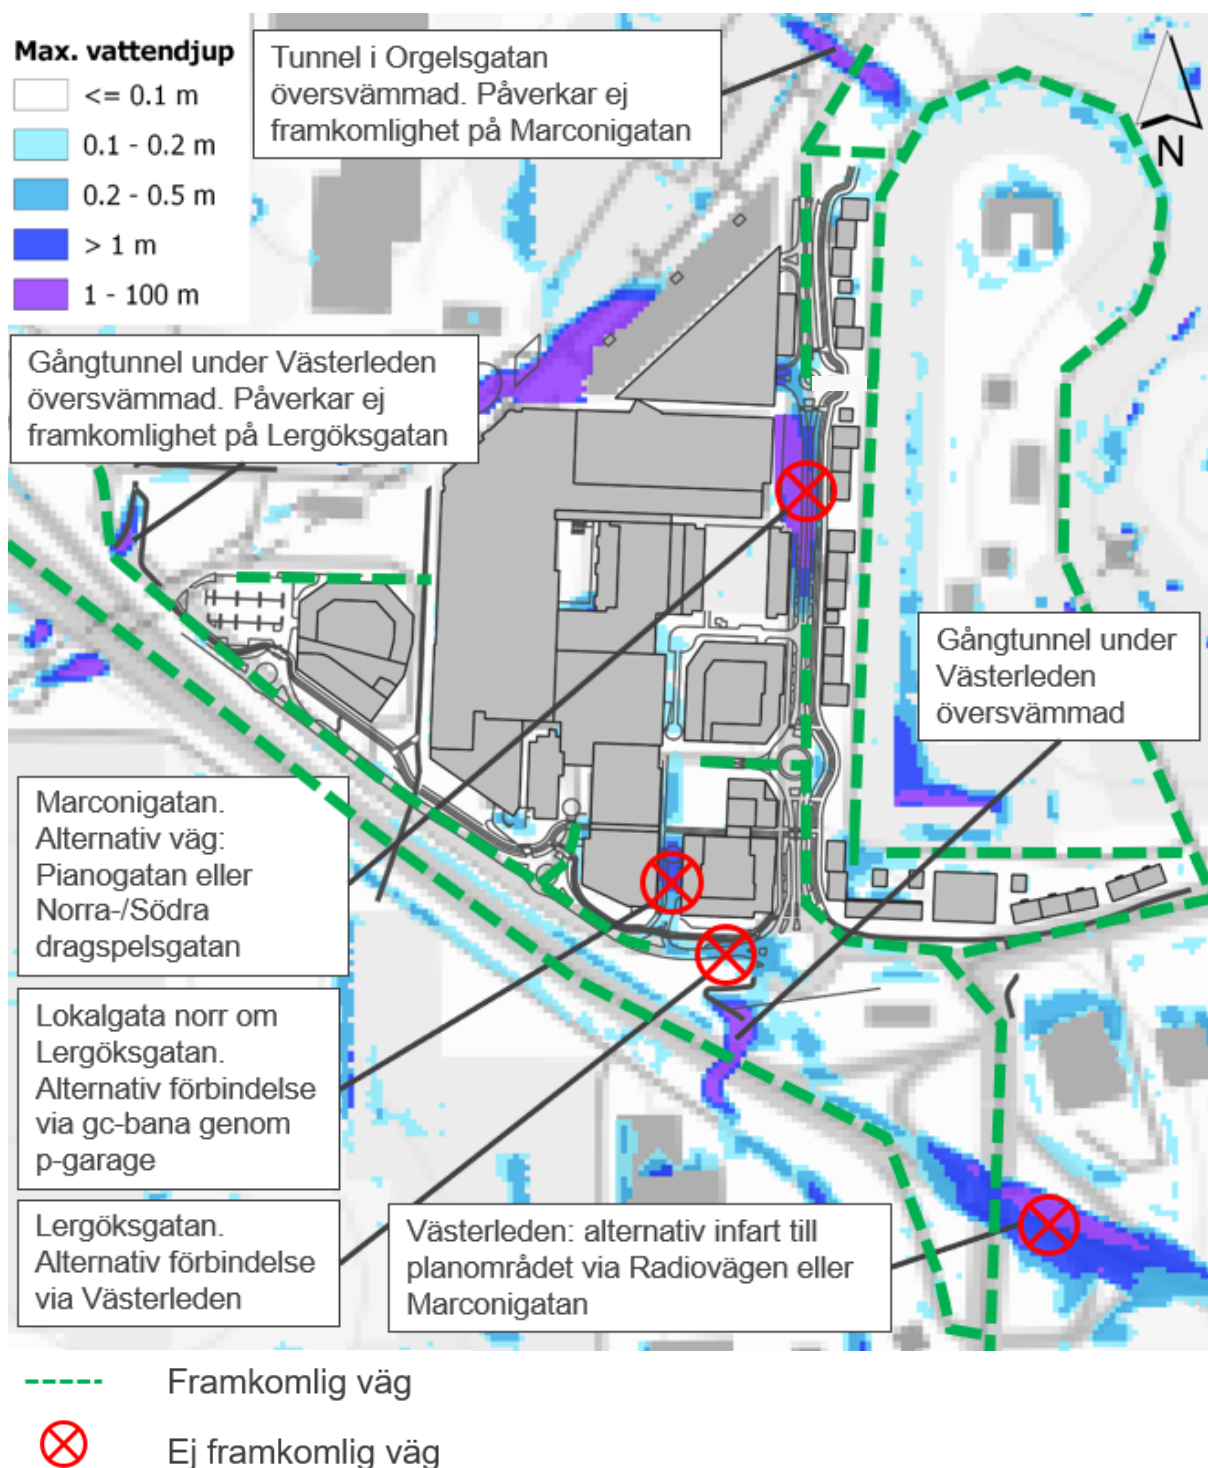 Max. vattendjup
<= 0.1 m
0.1 - 0.2 m
0.2 - 0.5 m
> 1 m
1 - 100 m
Tunnel i Orgelsgatan
översvämmad. Påverkar ej
framkomlighet på Marconigatan
N
Gångtunnel under Västerleden
översvämmad. Påverkar ej
framkomlighet på Lergöksgatan
Gångtunnel under
Västerleden
översvämmad
Marconigatan.
Alternativ väg:
Pianogatan eller
Norra-/Södra
dragspelsgatan
Lokalgata norr om
Lergöksgatan.
Alternativ förbindelse
via gc-bana genom
p-garage
Lergöksgatan.
Alternativ förbindelse
via Västerleden
Västerleden: alternativ infart till
planområdet via Radiovägen eller
Marconigatan
Framkomlig väg
Ej framkomlig väg